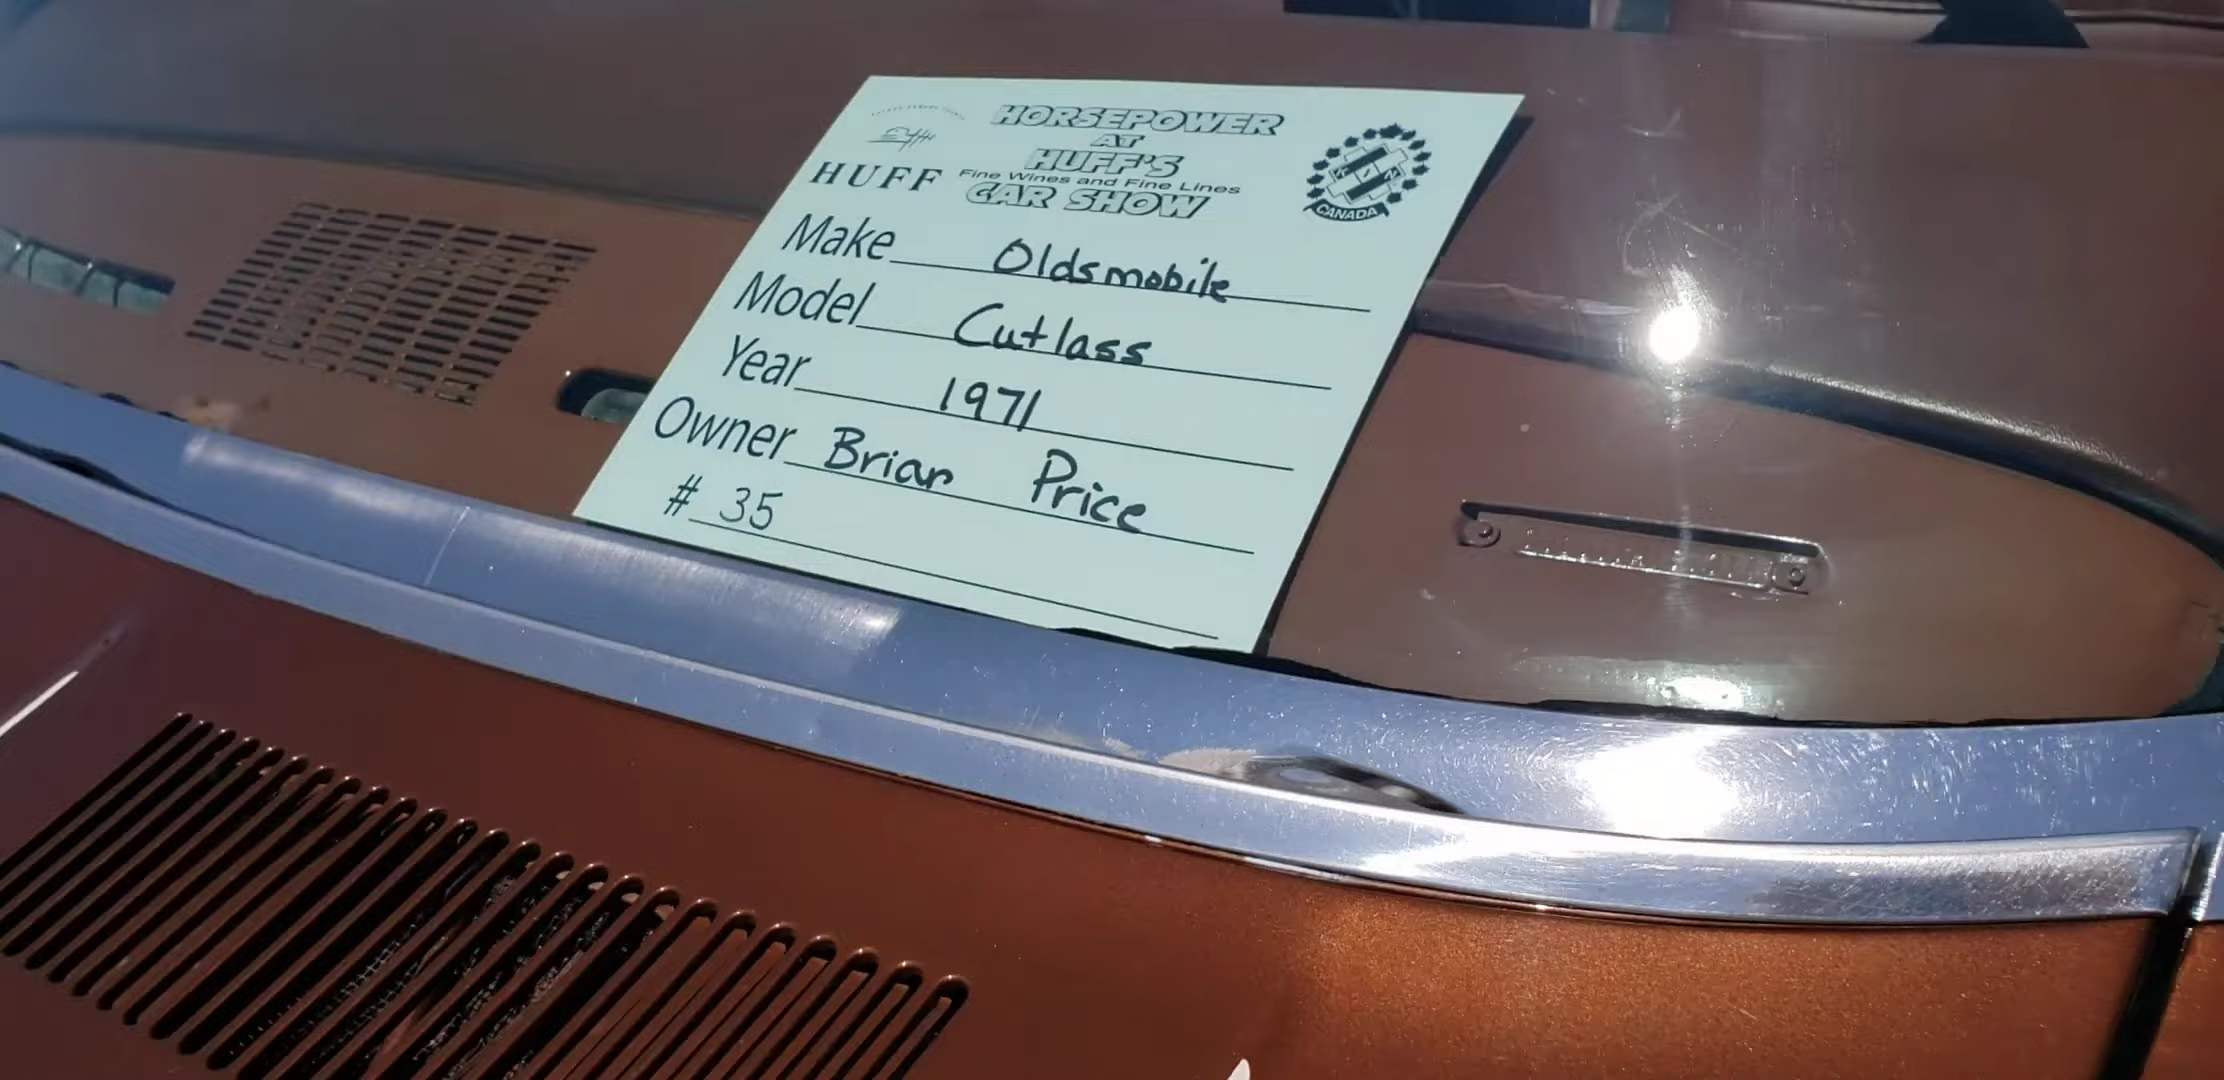 HORSEPOWER
AT
HUFF'S
HUFF
Fine Wines and Fine Lines
CAR SHOW
KIN
CANADA
Make Oldsmobile
Model Cutlass
Year 1971
Owner Brian Price
# 35